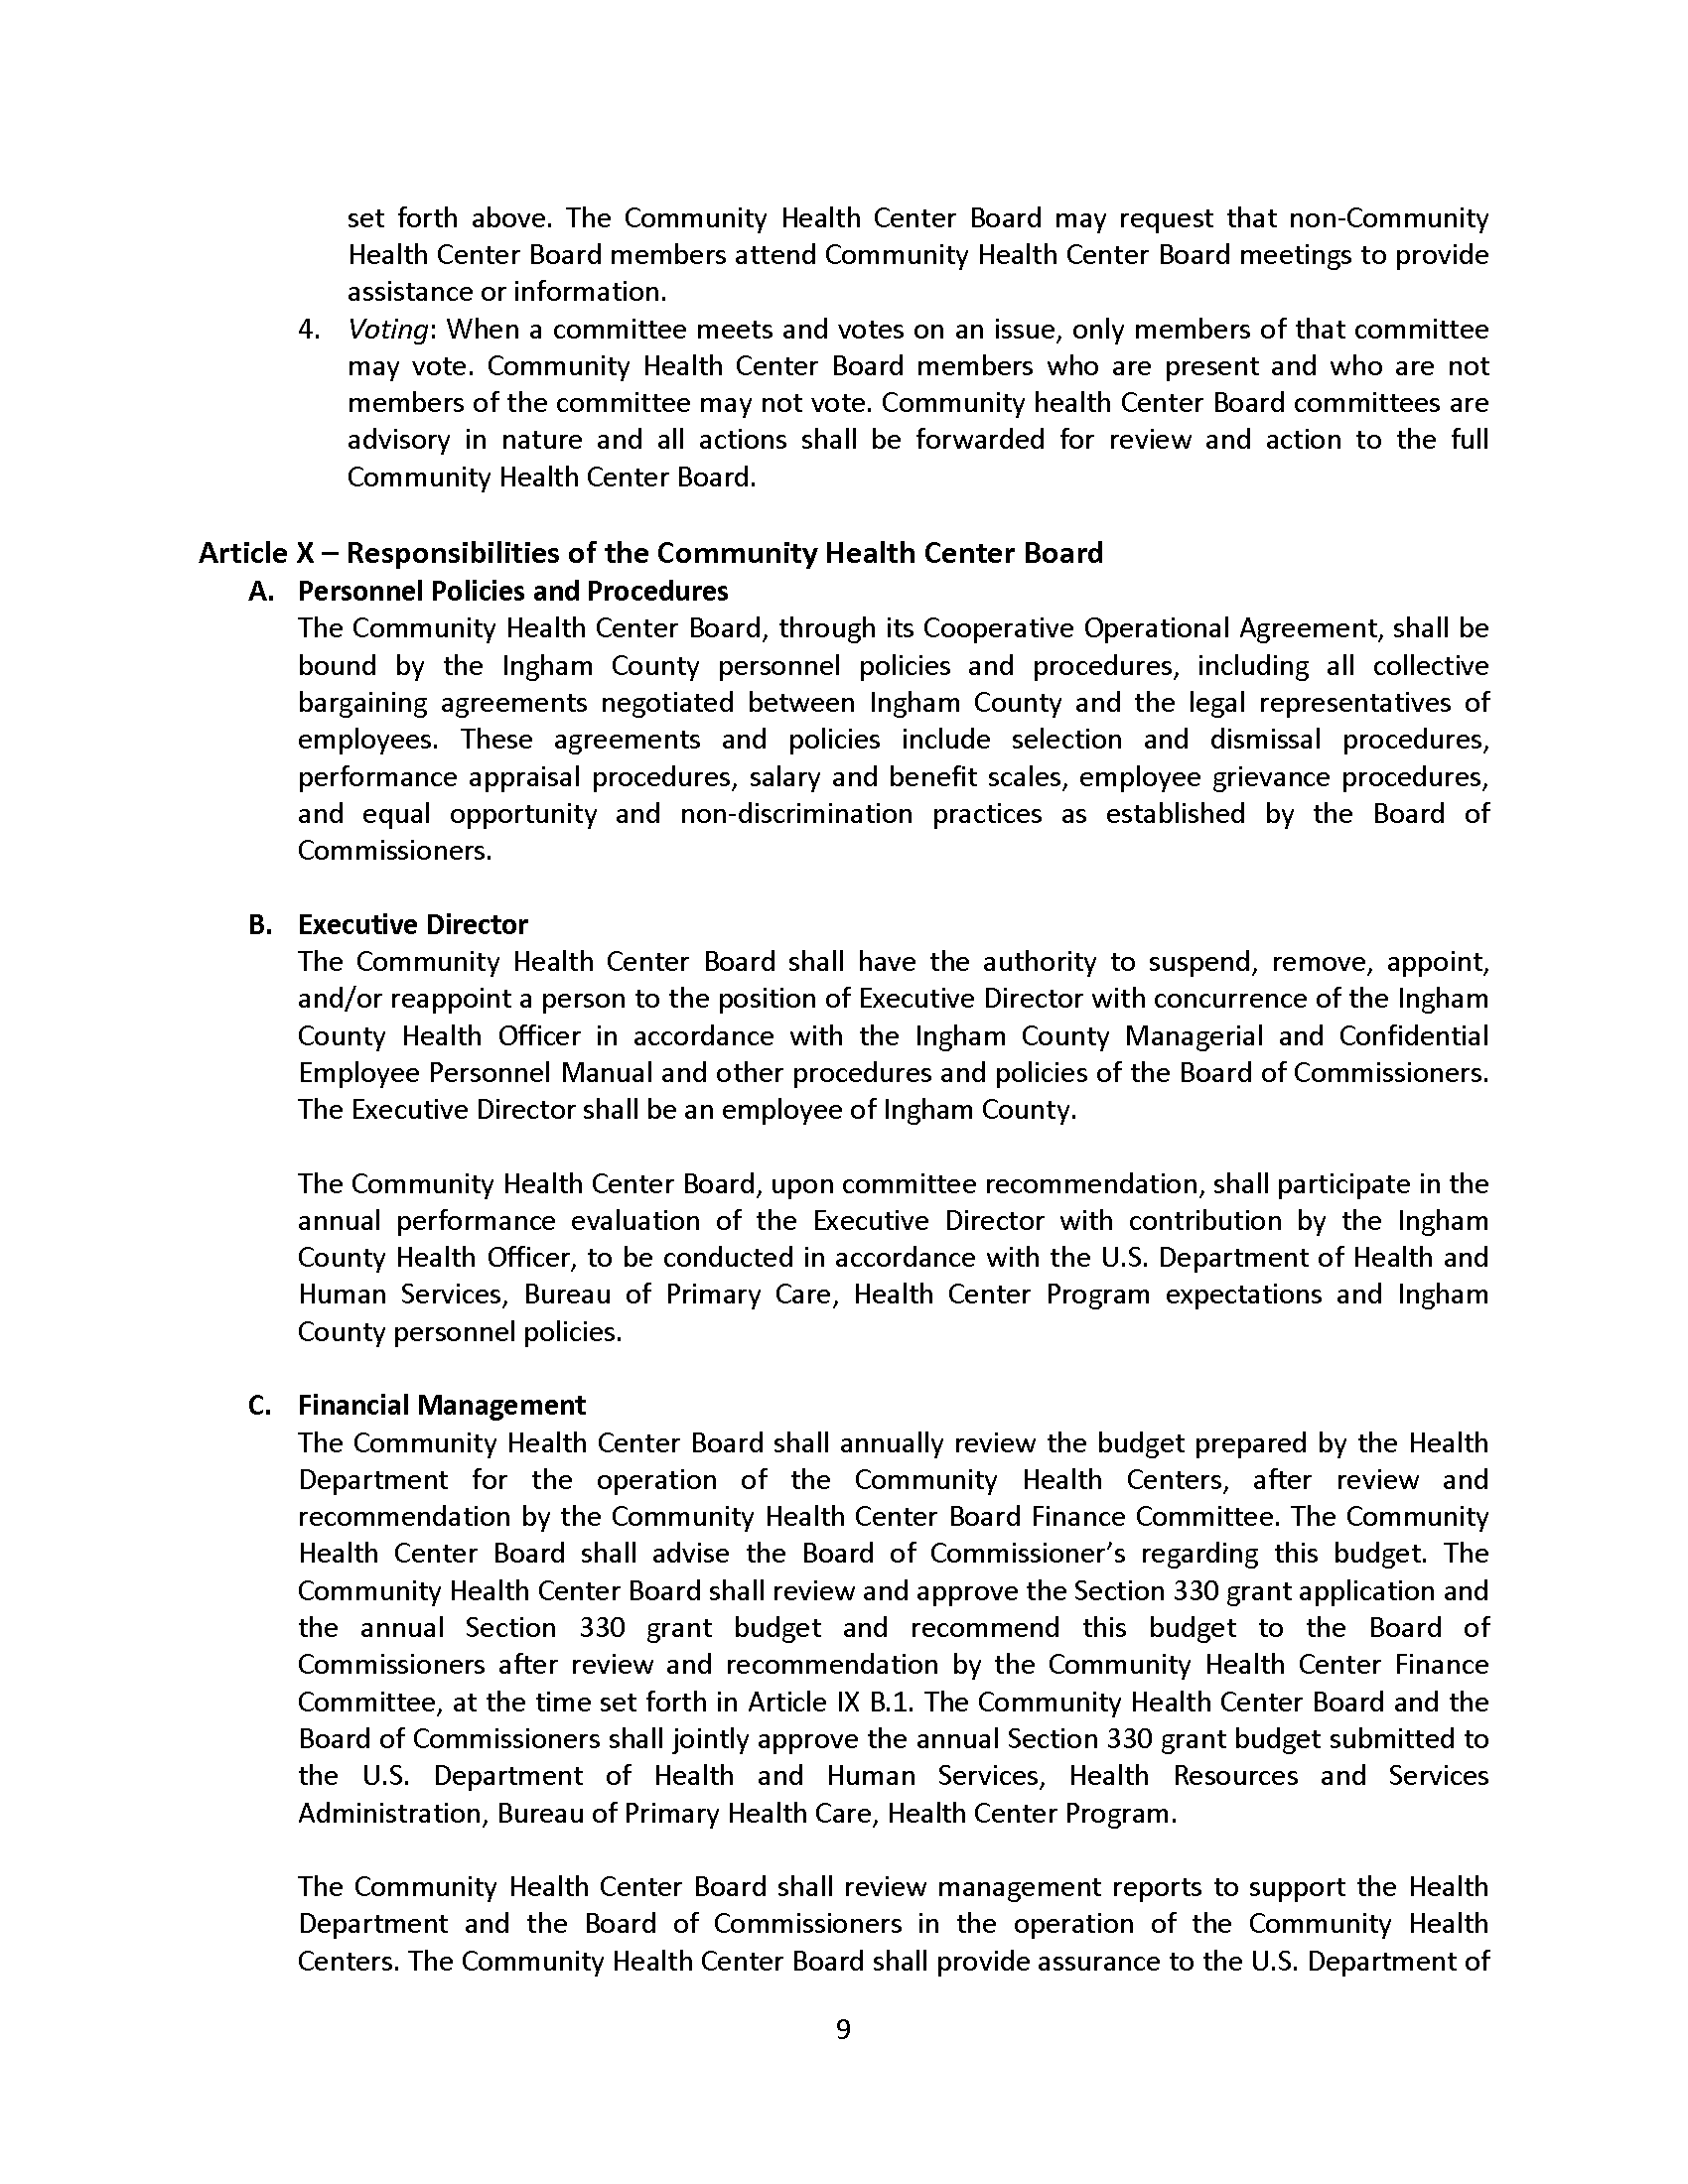 set forth above. The Community Health Center Board may request that non-Community
Health Center Board members attend Community Health Center Board meetings to provide
assistance or information.
4. Voting: When a committee meets and votes on an issue, only members of that committee
may vote. Community Health Center Board members who are present and who are not
members of the committee may not vote. Community health Center Board committees are
advisory in nature and all actions shall be forwarded for review and action to the full
Community Health Center Board.
Article X – Responsibilities of the Community Health Center Board
A. Personnel Policies and Procedures
The Community Health Center Board, through its Cooperative Operational Agreement, shall be
bound by the Ingham County personnel policies and procedures, including all collective
bargaining agreements negotiated between Ingham County and the legal representatives of
employees. These agreements and policies include selection and dismissal procedures,
performance appraisal procedures, salary and benefit scales, employee grievance procedures,
and equal opportunity and non-discrimination practices as established by the Board of
Commissioners.
B. Executive Director
The Community Health Center Board shall have the authority to suspend, remove, appoint,
and/or reappoint a person to the position of Executive Director with concurrence of the Ingham
County Health Officer in accordance with the Ingham County Managerial and Confidential
Employee Personnel Manual and other procedures and policies of the Board of Commissioners.
The Executive Director shall be an employee of Ingham County.
The Community Health Center Board, upon committee recommendation, shall participate in the
annual performance evaluation of the Executive Director with contribution by the Ingham
County Health Officer, to be conducted in accordance with the U.S. Department of Health and
Human Services, Bureau of Primary Care, Health Center Program expectations and Ingham
County personnel policies.
C. Financial Management
The Community Health Center Board shall annually review the budget prepared by the Health
Department for the operation of the Community Health Centers, after review and
recommendation by the Community Health Center Board Finance Committee. The Community
Health Center Board shall advise the Board of Commissioner’s regarding this budget. The
Community Health Center Board shall review and approve the Section 330 grant application and
the annual Section 330 grant budget and recommend this budget to the Board of
Commissioners after review and recommendation by the Community Health Center Finance
Committee, at the time set forth in Article IX B.1. The Community Health Center Board and the
Board of Commissioners shall jointly approve the annual Section 330 grant budget submitted to
the U.S. Department of Health and Human Services, Health Resources and Services
Administration, Bureau of Primary Health Care, Health Center Program.
The Community Health Center Board shall review management reports to support the Health
Department and the Board of Commissioners in the operation of the Community Health
Centers. The Community Health Center Board shall provide assurance to the U.S. Department of
9